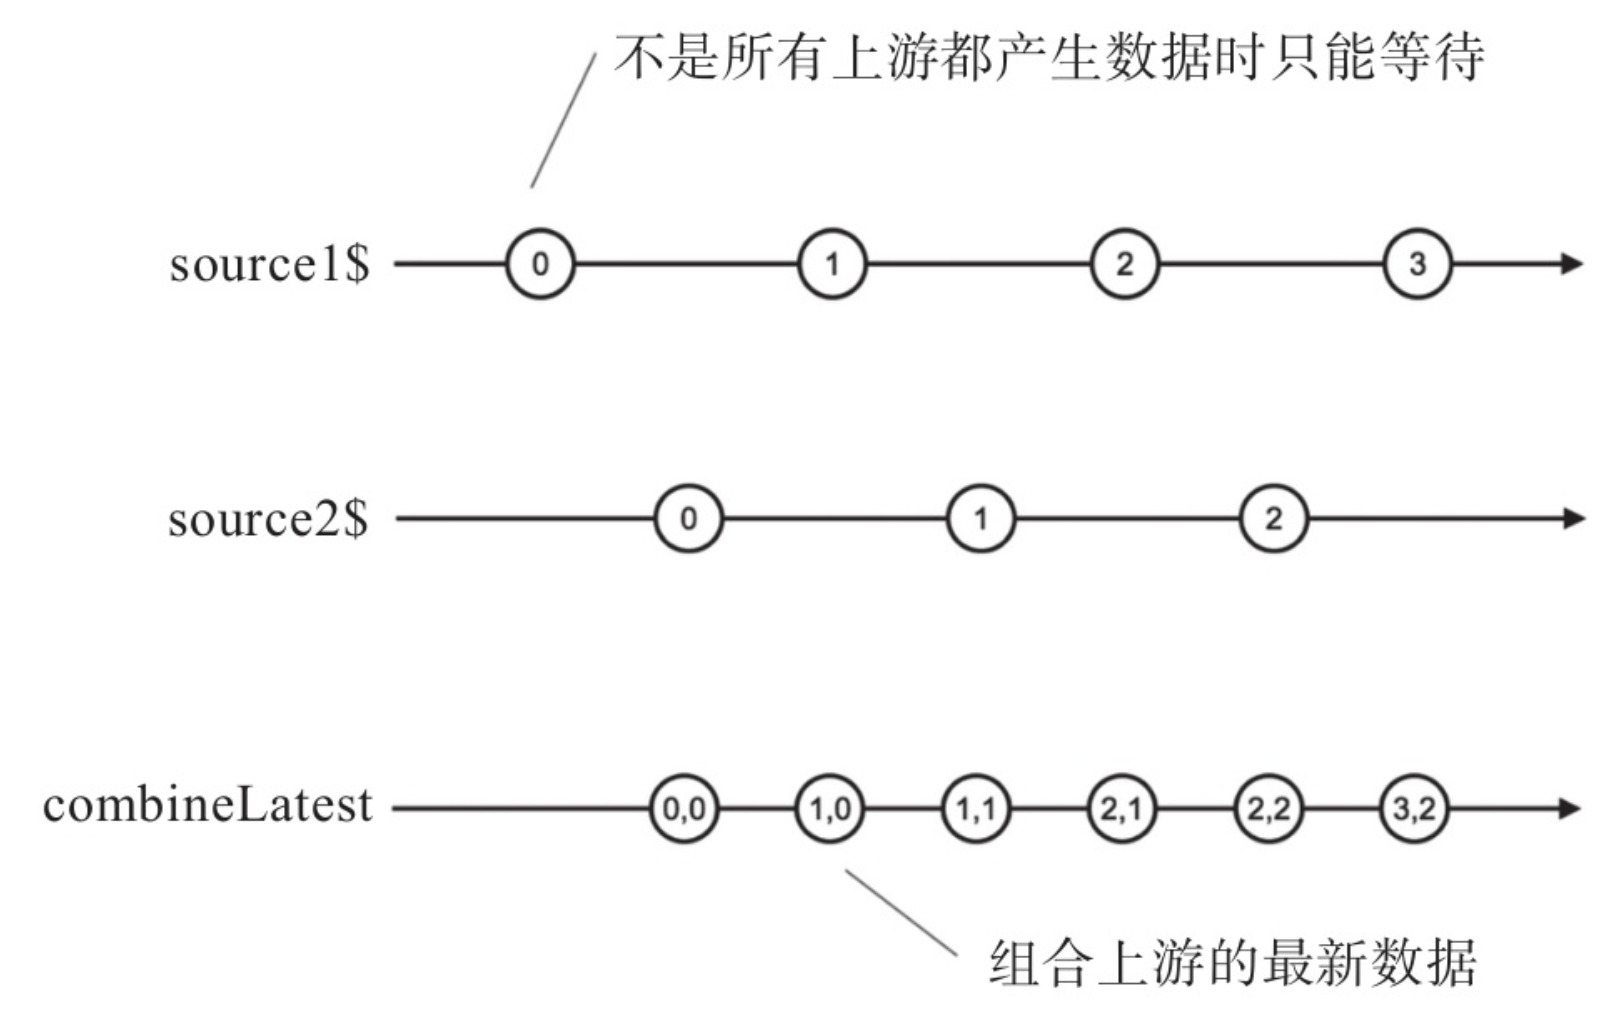 不是所有上游都产生数据时只能等待
source1$ 0 1 2 3
source2$ 0 1 2
combineLatest 0,0 1,0 1,1 2,1 2,2 3,2
组合上游的最新数据